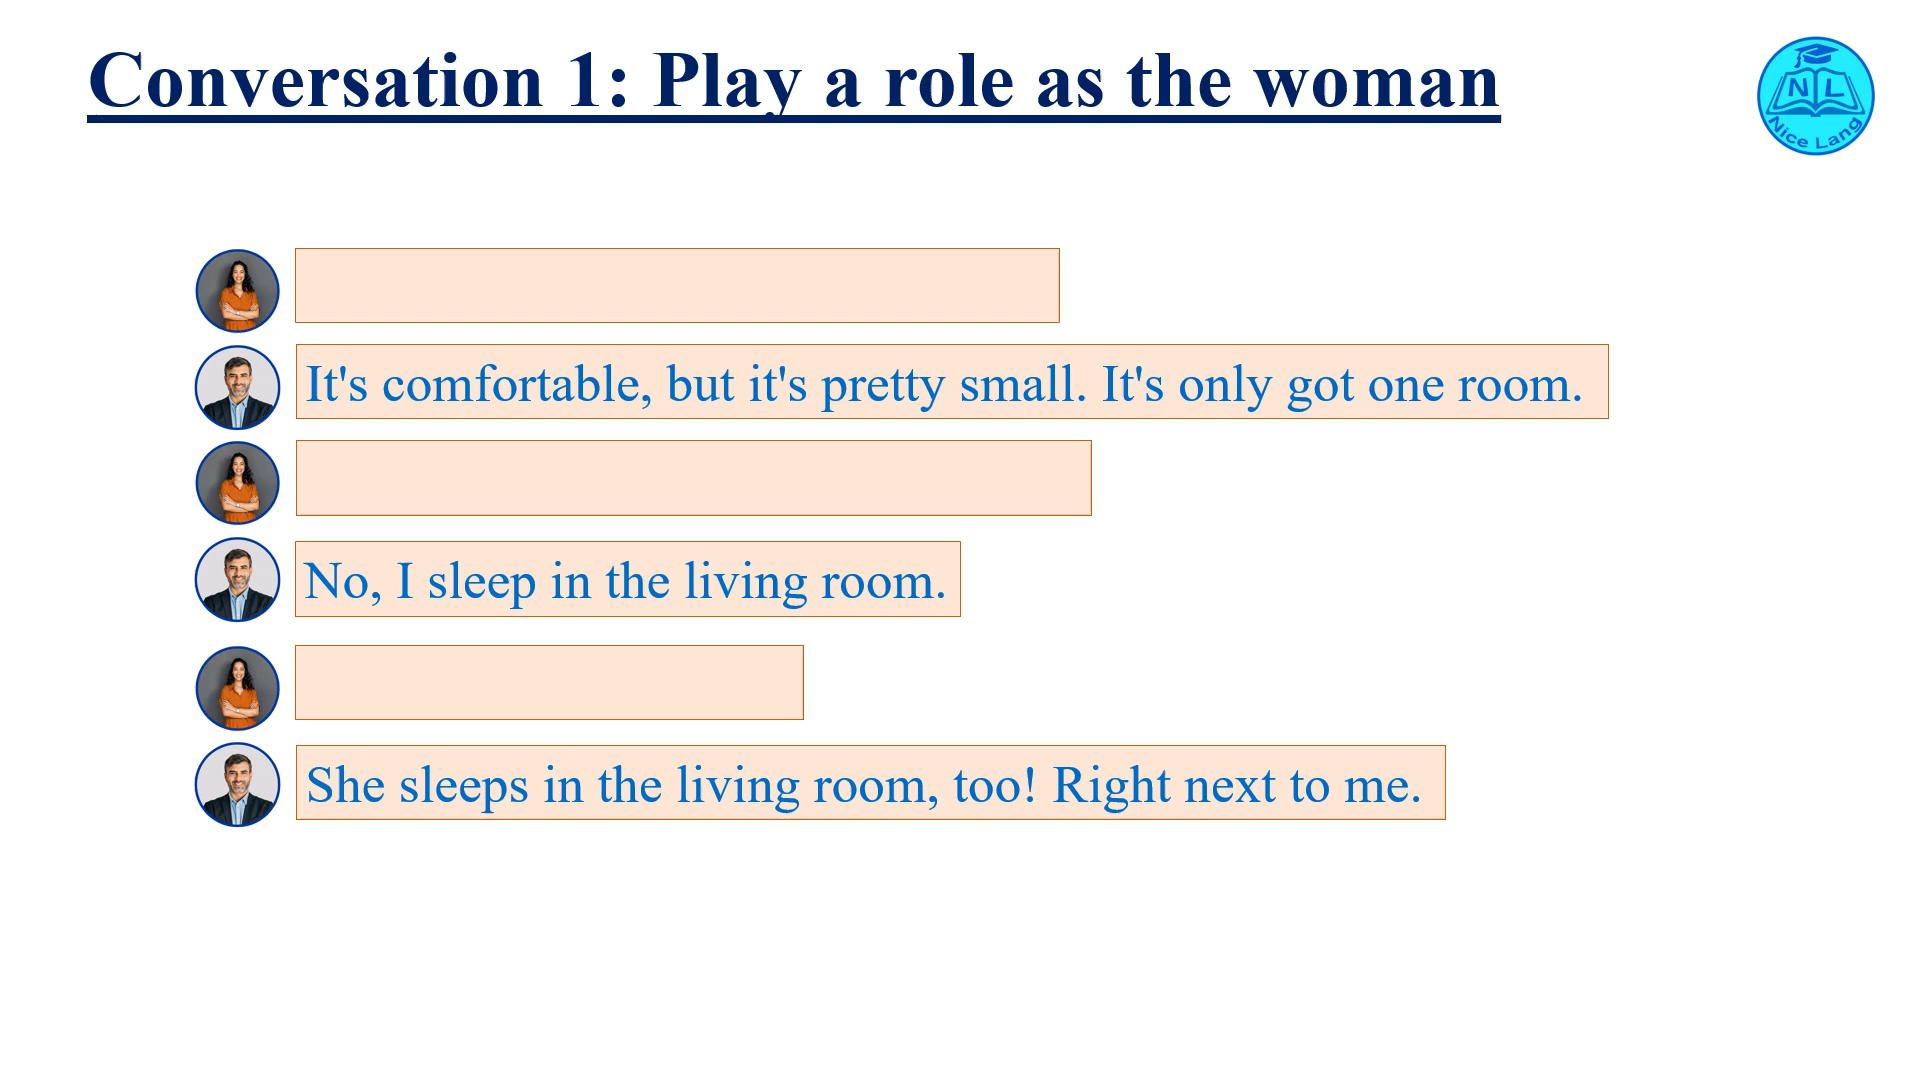 Conversation 1: Play a role as the woman
N L
Nice Lang
It's comfortable, but it's pretty small. It's only got one room.
No, I sleep in the living room.
She sleeps in the living room, too! Right next to me.